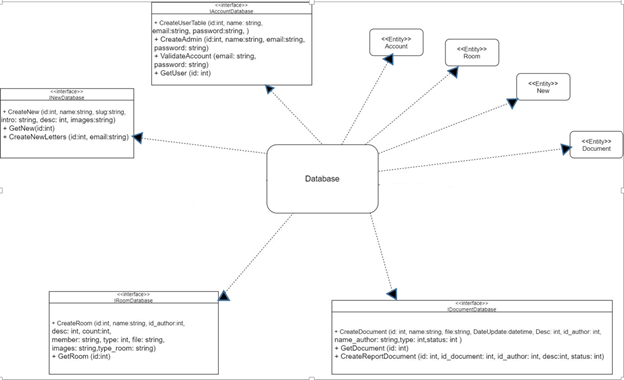 <<Interface>>
IAccountDatabase
+ CreateUserTable (id:int, name: string,
email:string, password:string, )
+ CreateAdmin (id:int, name:string, email:string,
password: string)
+ ValidateAccount (email: string,
password: string)
+ GetUser (id: int)
<<Entity>>
Account
<<Entity>>
Room
<<Entity>>
New
<<Entity>>
Document
<<Interface>>
INewDatabase
+ CreateNew (id:int, name:string, slug:string,
intro: string, desc: int, images:string)
+ GetNew(id:int)
+ CreateNewLetters (id:int, email:string)
Database
<<Interface>>
IRoomDatabase
+ CreateRoom (id:int, name:string, id_author:int,
desc: int, count:int,
member: string, type: int, file: string,
images: string,type_room: string)
+ GetRoom (id:int)
<<Interface>>
IDocumentDatabase
+ CreateDocument (id: int, name:string, file:string, DateUpdate:datetime, Desc: int, id_author: int,
name_author: string,type: int,status: int )
+ GetDocument (id: int)
+ CreateReportDocument (id: int, id_document: int, id_author: int, desc:int, status: int)